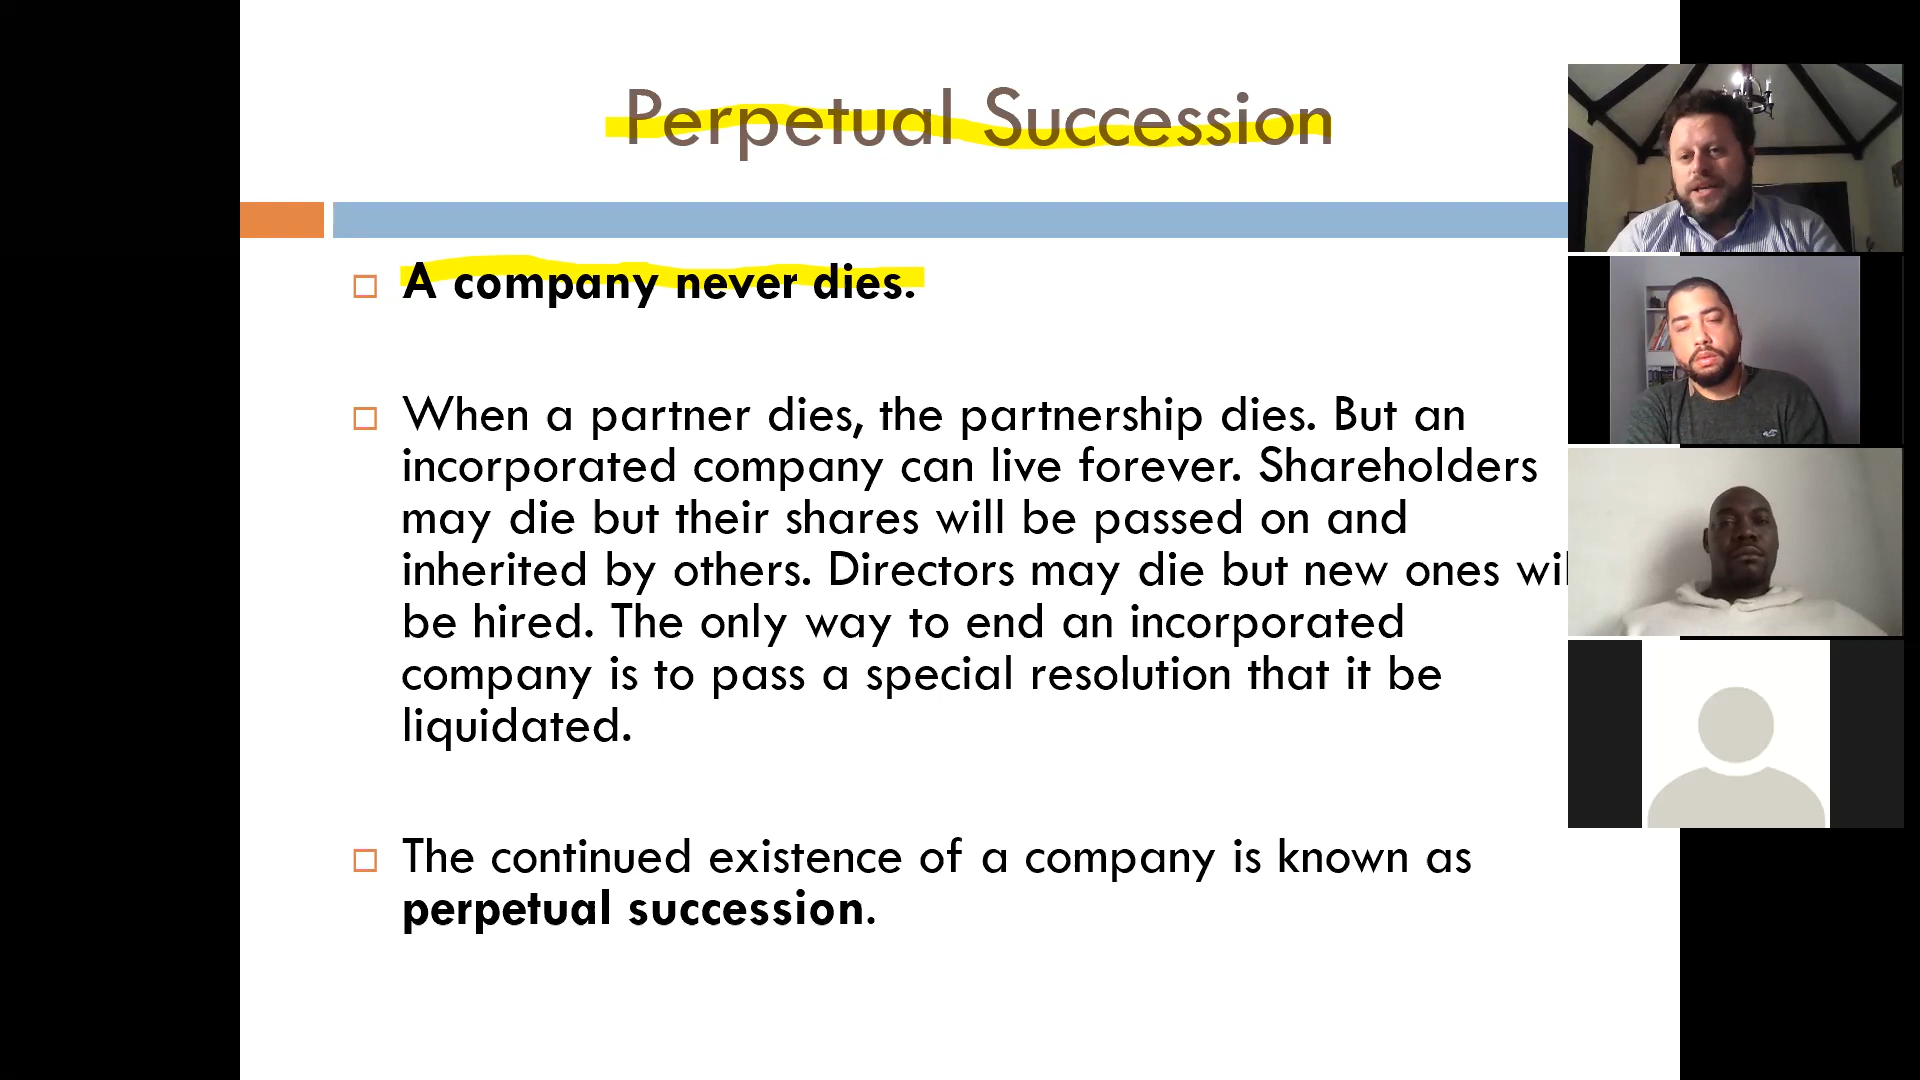 Perpetual Succession
A company never dies.
When a partner dies, the partnership dies. But an
incorporated company can live forever. Shareholders
may die but their shares will be passed on and
inherited by others. Directors may die but new ones wil
be hired. The only way to end an incorporated
company is to pass a special resolution that it be
liquidated.
The continued existence of a company is known as
perpetual succession.